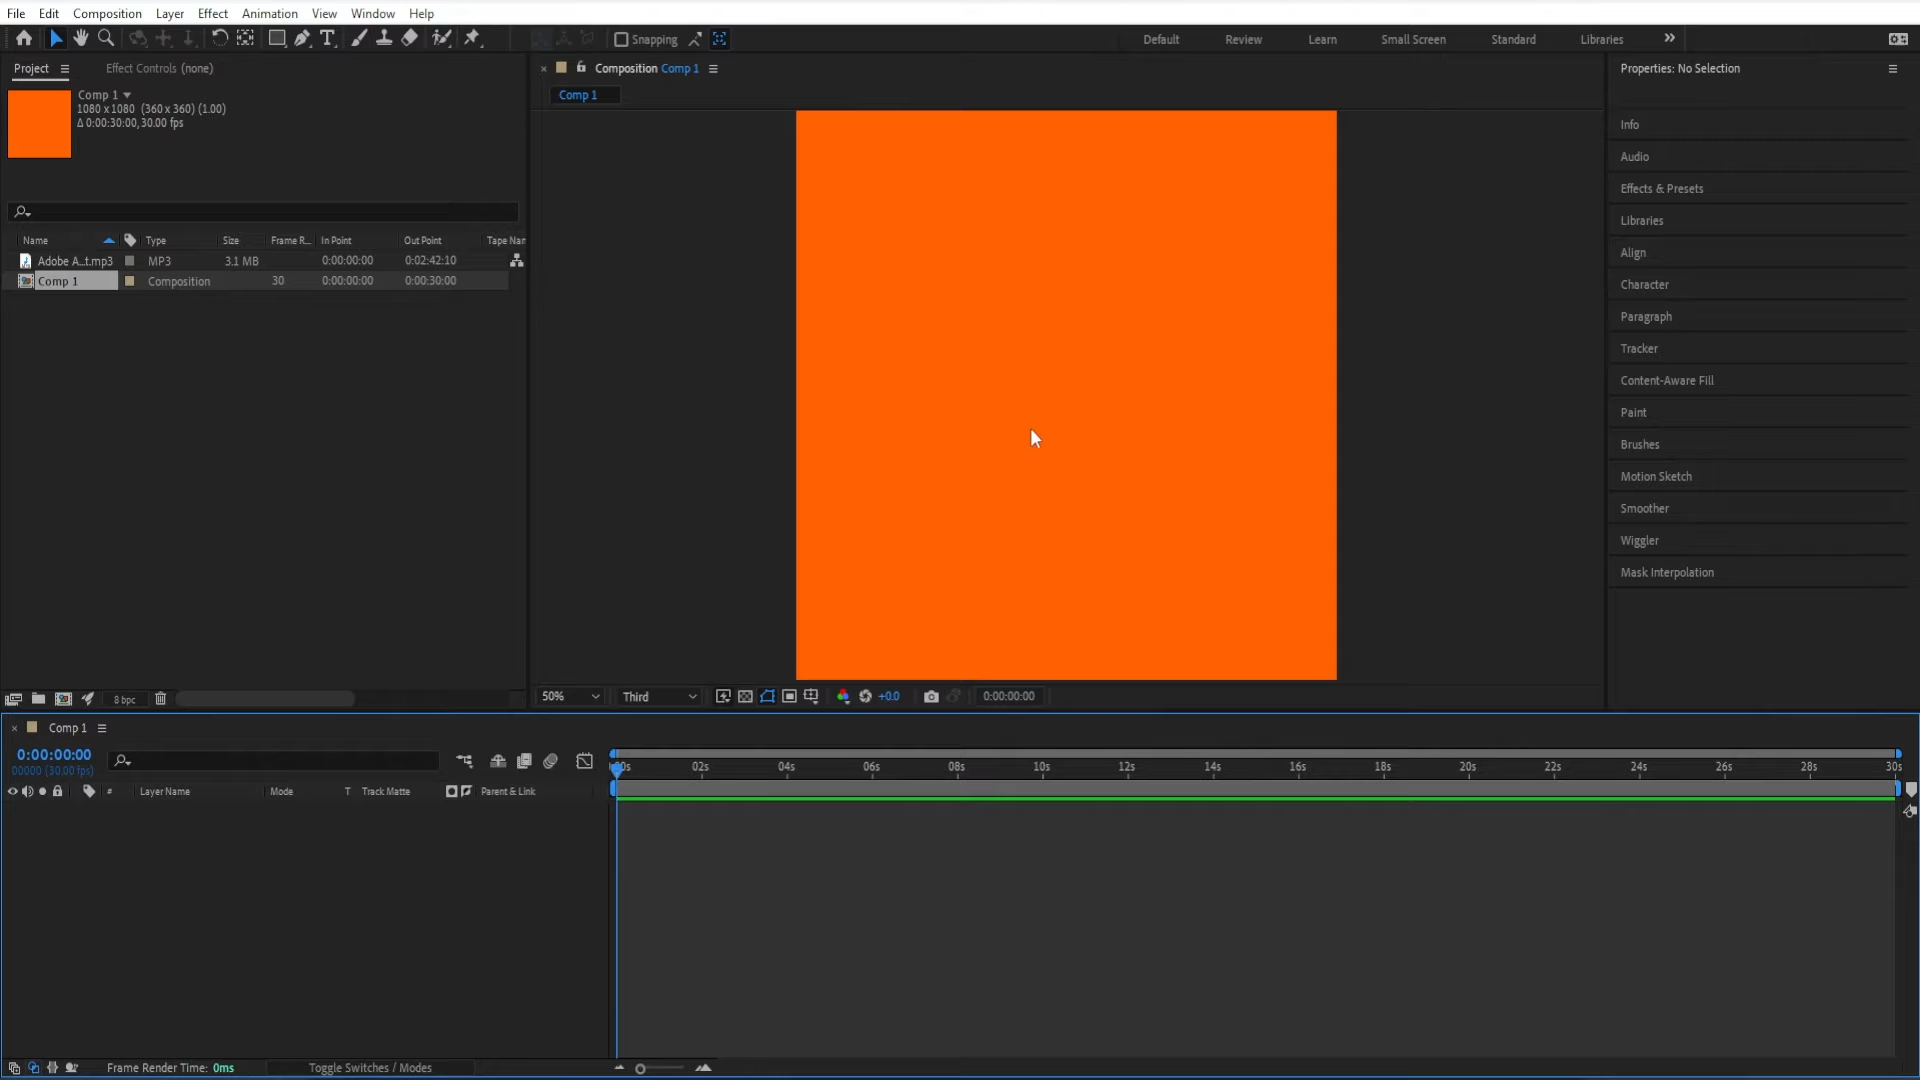 File Edit Composition Layer Effect Animation View Window Help
Snapping
Default Review Learn Small Screen Standard Libraries
Project Effect Controls (none)
Composition Comp 1
Properties: No Selection
Comp 1
Comp 1
1080 x 1080 (360 x 360) (1.00)
Δ 0:00:30:00, 30.00 fps
Info
Audio
Effects & Presets
Libraries
Align
Character
Paragraph
Tracker
Content-Aware Fill
Paint
Brushes
Motion Sketch
Smoother
Wiggler
Mask Interpolation
Name Type Size Frame R... In Point Out Point Tape Nan
Adobe A...t.mp3 MP3 3.1 MB 0:00:00:00 0:02:42:10
Comp 1 Composition 30 0:00:00:00 0:00:30:00
8 bpc
50% Third +0.0 0:00:00:00
Comp 1
0:00:00:00
00000 (30.00 fps)
02s 04s 06s 08s 10s 12s 14s 16s 18s 20s 22s 24s 26s 28s 30s
# Layer Name Mode T Track Matte Parent & Link
Frame Render Time: 0ms Toggle Switches / Modes